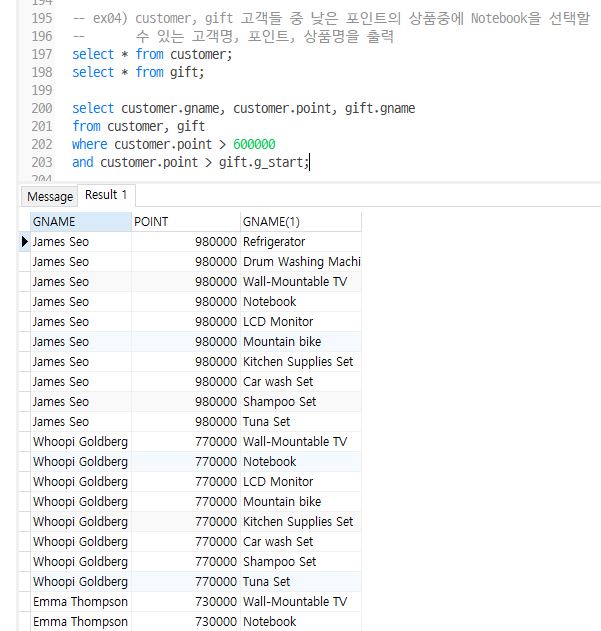 194
195 -- ex04) customer, gift 고객들 중 낮은 포인트의 상품중에 Notebook을 선택할
196 -- 수 있는 고객명, 포인트, 상품명을 출력
197 select * from customer;
198 select * from gift;
199
200 select customer.gname, customer.point, gift.gname
201 from customer, gift
202 where customer.point > 600000
203 and customer.point > gift.g_start;
204
Message Result 1
GNAME POINT GNAME(1)
James Seo 980000 Refrigerator
James Seo 980000 Drum Washing Machi
James Seo 980000 Wall-Mountable TV
James Seo 980000 Notebook
James Seo 980000 LCD Monitor
James Seo 980000 Mountain bike
James Seo 980000 Kitchen Supplies Set
James Seo 980000 Car wash Set
James Seo 980000 Shampoo Set
James Seo 980000 Tuna Set
Whoopi Goldberg 770000 Wall-Mountable TV
Whoopi Goldberg 770000 Notebook
Whoopi Goldberg 770000 LCD Monitor
Whoopi Goldberg 770000 Mountain bike
Whoopi Goldberg 770000 Kitchen Supplies Set
Whoopi Goldberg 770000 Car wash Set
Whoopi Goldberg 770000 Shampoo Set
Whoopi Goldberg 770000 Tuna Set
Emma Thompson 730000 Wall-Mountable TV
Emma Thompson 730000 Notebook